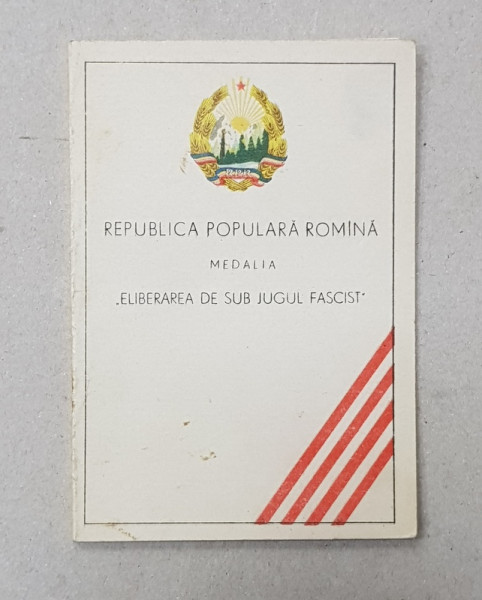 REPUBLICA POPULARĂ ROMÎNĂ
MEDALIA
„ELIBERAREA DE SUB JUGUL FASCIST"